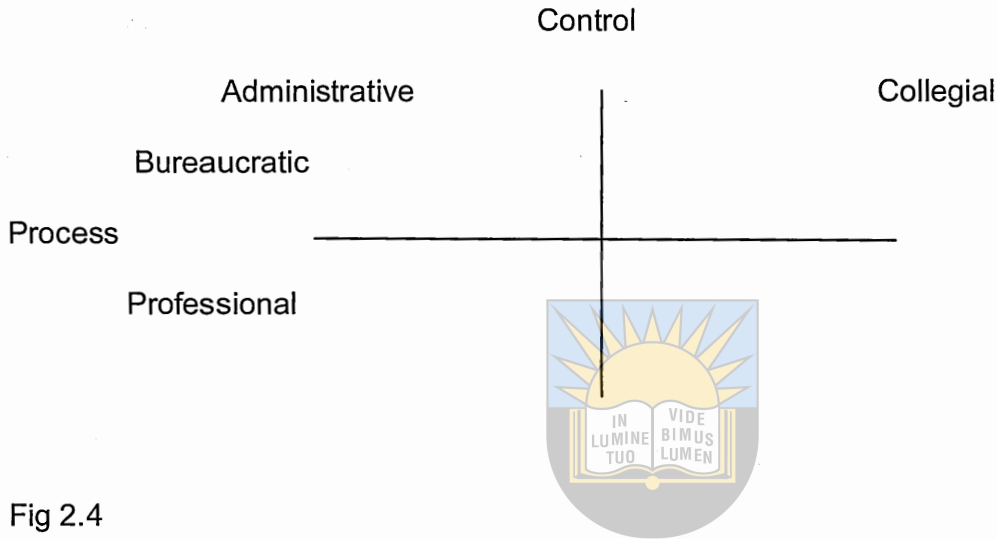 Control
Administrative Collegial
Bureaucratic
Process
Professional
IN
LUMINE
TUO
VIDE
BIMUS
LUMEN
Fig 2.4